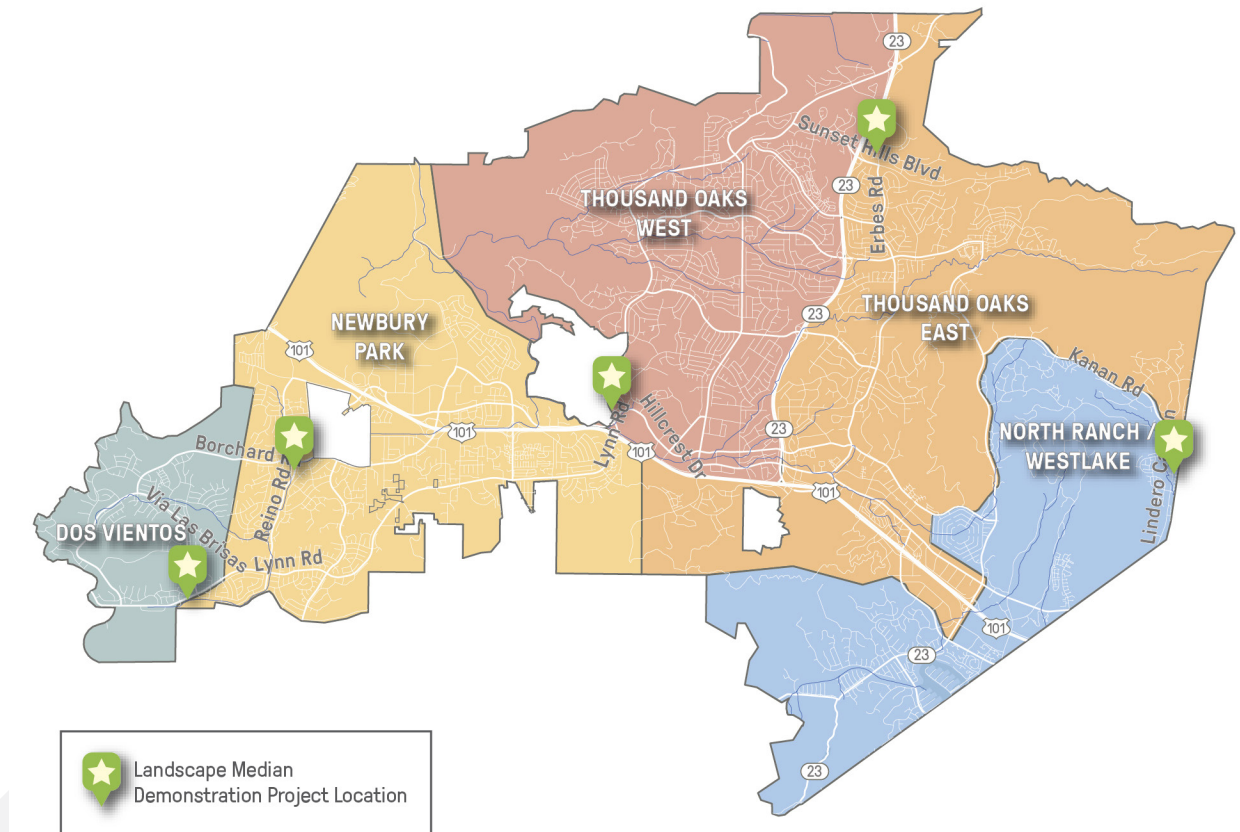 23
Sunset Hills Blvd
23
THOUSAND OAKS
WEST
Erbes Rd
THOUSAND OAKS
EAST
23
NEWBURY
PARK
101
Kanan Rd
Hillcrest Dr
Lynn Rd
23
101
101
NORTH RANCH /
WESTLAKE
Borchard
Reino Rd
101
Lindero
Via Las Brisas
DOS VIENTOS
Lynn Rd
101
23
23
Landscape Median
Demonstration Project Location